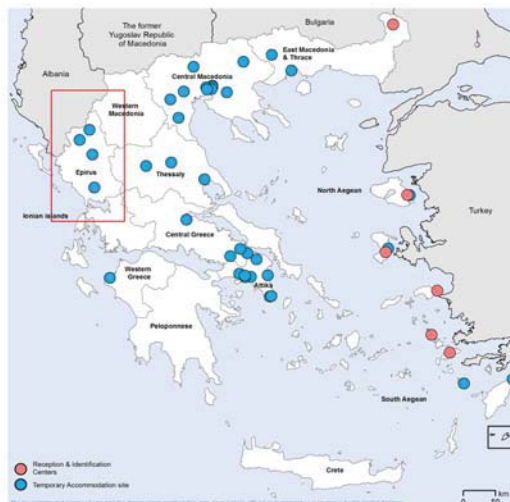 The former
Yugoslav Republic
of Macedonia
Bulgaria
Albania
East Macedonia
& Thrace
Central Macedonia
Western
Macedonia
Epirus
Thessaly
North Aegean
Turkey
Ionian Islands
Central Greece
Western
Greece
Attika
Peloponnese
South Aegean
Crete
Reception & Identification
Centers
Temporary Accommodation site
km
0
50